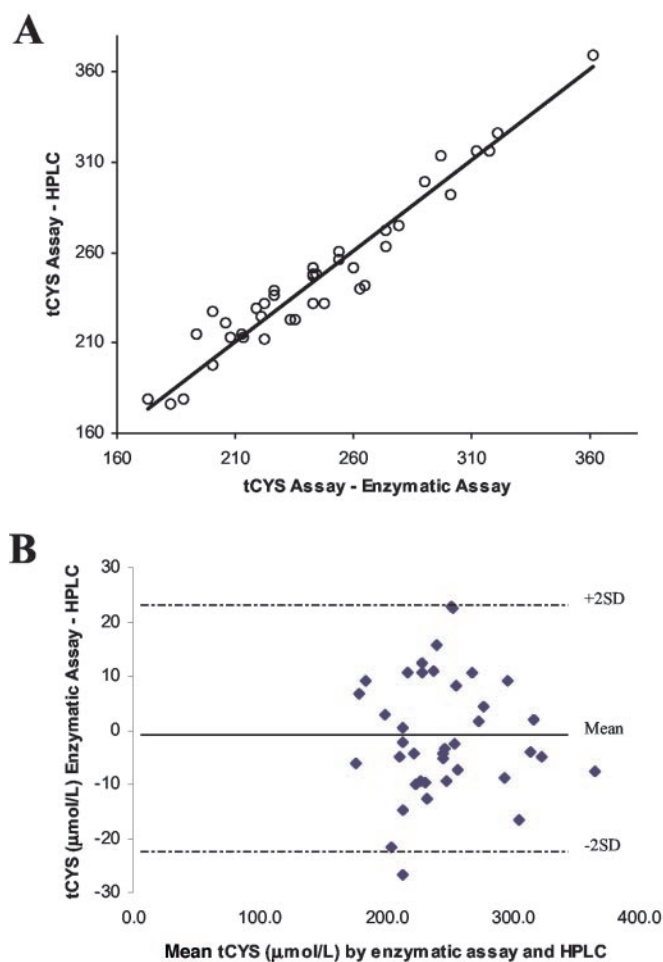 A
360
310
260
210
160
tCYS Assay - HPLC
160 210 260 310 360
tCYS Assay - Enzymatic Assay
B
30
20
10
0
-10
-20
-30
tCYS (μmol/L) Enzymatic Assay - HPLC
+2SD
Mean
-2SD
0.0 100.0 200.0 300.0 400.0
Mean tCYS (μmol/L) by enzymatic assay and HPLC